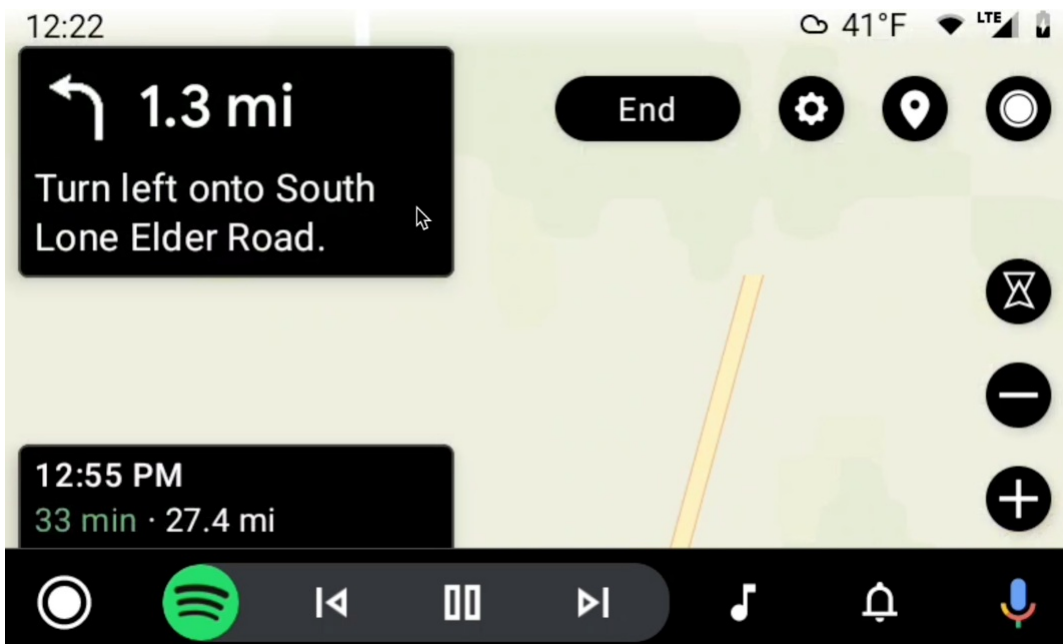 12:22
41°F
LTE
1.3 mi
End
Turn left onto South
Lone Elder Road.
12:55 PM
33 min · 27.4 mi